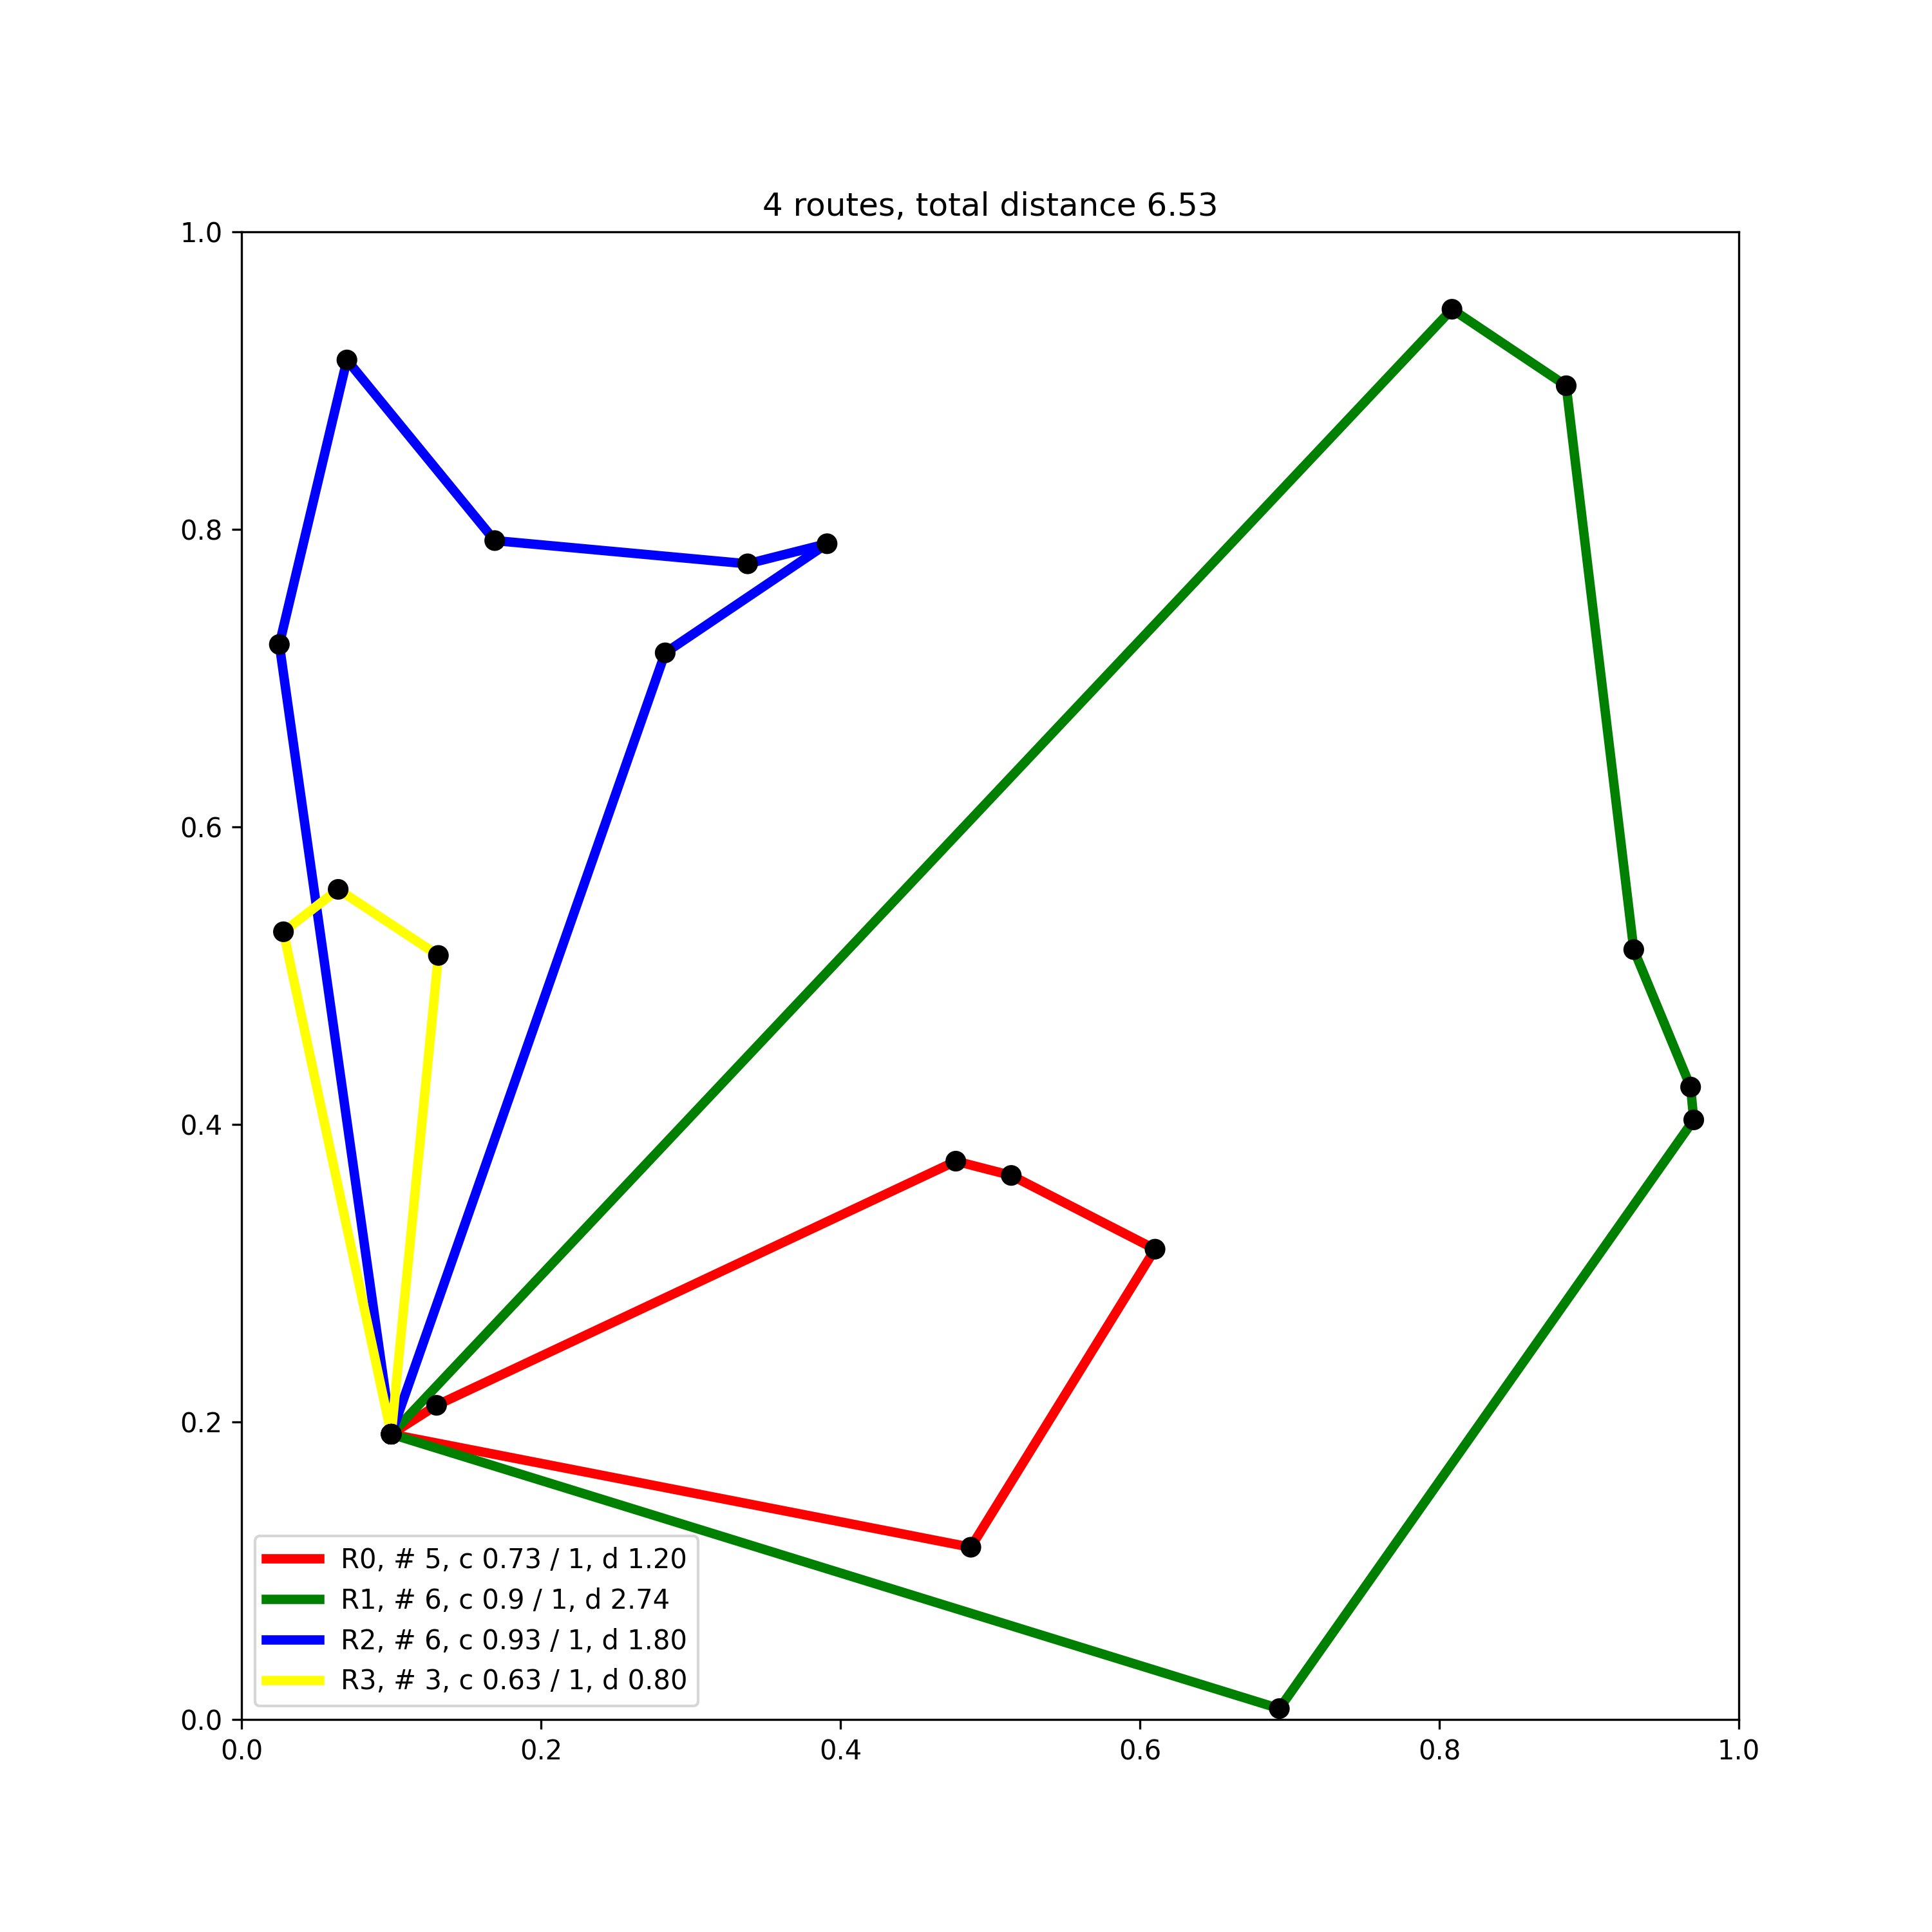 4 routes, total distance 6.53
1.0
0.8
0.6
0.4
0.2
0.0
R0, # 5, c 0.73 / 1, d 1.20
R1, # 6, c 0.9 / 1, d 2.74
R2, # 6, c 0.93 / 1, d 1.80
R3, # 3, c 0.63 / 1, d 0.80
0.0 0.2 0.4 0.6 0.8 1.0